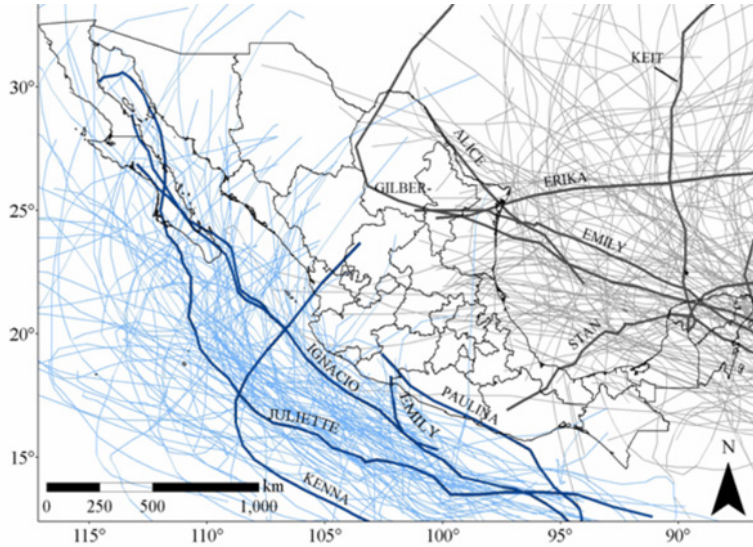 KEIT
30°
ALICE
GILBER-
ERIKA
25°
EMILY
20°
STAN
IGNACIO
PAULINA
EMILY
JULIETTE
15°
KENNA
N
km
0 250 500 1,000
115° 110° 105° 100° 95° 90°